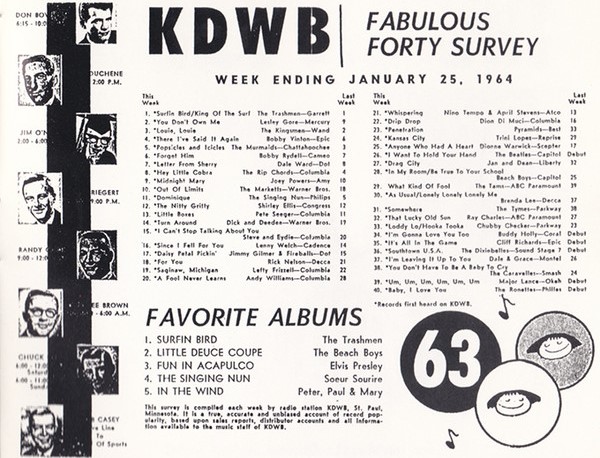 KDWB
FABULOUS
FORTY SURVEY
WEEK ENDING JANUARY 25, 1964
This Week Last Week
1. *Surfin Bird/King Of The Surf The Trashmen—Garrett 1
2. *You Don't Own Me Lesley Gore—Mercury 9
3. *Louie, Louie The Kingsmen—Wand 2
4. *There I've Said It Again Bobby Vinton—Epic 6
5. *Popsicles and Icicles The Murmaids—Chattahoochee 3
6. *Forget Him Bobby Rydell—Cameo 7
7. *Letter From Sherry Dale Ward—Dot
8. *Hey Little Cobra The Rip Chords—Columbia 4
9. *Midnight Mary Joey Powers—Amy 10
10. *Out Of Limits The Marketts—Warner Bros. 18
11. *Dominique The Singing Nun—Philips 5
12. *The Nitty Gritty Shirley Ellis—Congress
13. *Little Boxes Pete Seeger—Columbia
14. *Turn Around Dick and Deedee—Warner Bros.
15. *I Can't Stop Talking About You
Steve and Eydie—Columbia 20
16. *Since I Fell For You Lenny Welch—Cadence 14
17. *Daisy Petal Pickin' Jimmy Gilmer & Fireballs—Dot 15
18. *For You Ricky Nelson—Decca
19. *Saginaw, Michigan Lefty Frizzell—Columbia
20. *A Fool Never Learns Andy Williams—Columbia 28
This Week Last Week
21. *Whispering Nino Tempo & April Stevens—Atco 13
22. *Drip Drop Dion Di Muci—Columbia 16
23. *Penetration Pyramids—Best 33
24. *Kansas City Trini Lopez—Reprise 29
25. *Anyone Who Had A Heart Dionne Warwick—Scepter 17
26. *I Want To Hold Your Hand The Beatles—Capitol Debut
27. *Drag City Jan and Dean—Liberty 32
28. *In My Room/Be True To Your School
Beach Boys—Capitol 25
29. What Kind Of Fool The Tams—ABC Paramount 39
30. *As Usual/Lonely Lonely Lonely Me
Brenda Lee—Decca 37
31. *Somewhere The Tymes—Parkway 38
32. *That Lucky Old Sun Ray Charles—ABC Paramount 27
33. *Loddy Lo/Hooka Tooka Chubby Checker—Parkway 23
34. *I'm Gonna Love You Too Buddy Holly—Coral Debut
35. *It's All In The Game Cliff Richards—Epic Debut
36. *Southtown U.S.A. The Dixiebelles—Sound Stage 7 Debut
37. *I'm Leaving It Up To You Dale & Grace—Montel 26
38. *You Don't Have To Be A Baby To Cry
The Caravelles—Smash 24
39. *Um, Um, Um, Um, Um, Um Major Lance—Okeh Debut
40. *Baby, I Love You The Ronettes—Philles Debut
*Records first heard on KDWB.
FAVORITE ALBUMS
1. SURFIN BIRD The Trashmen
2. LITTLE DEUCE COUPE The Beach Boys
3. FUN IN ACAPULCO Elvis Presley
4. THE SINGING NUN Soeur Sourire
5. IN THE WIND Peter, Paul & Mary
This survey is compiled each week by radio station KDWB, St. Paul,
Minnesota. It is a true, accurate and unbiased account of record popu-
larity, based upon sales reports, distributor accounts and all informa-
tion available to the music staff of KDWB.
63
DON
6:15 - 10:0
DUCHENE
2:00 P.M.
JIM O'N
2:00 - 6:0
RIEGERT
9:00 P.M.
RANDY
9:00 - 12:0
EE BROWN
- 6:00 A.M.
CHUCK
6:00 - 12:00
Saturd
6:00 - 11:0
Sund
CASEY
ve Line
To
Of Sports